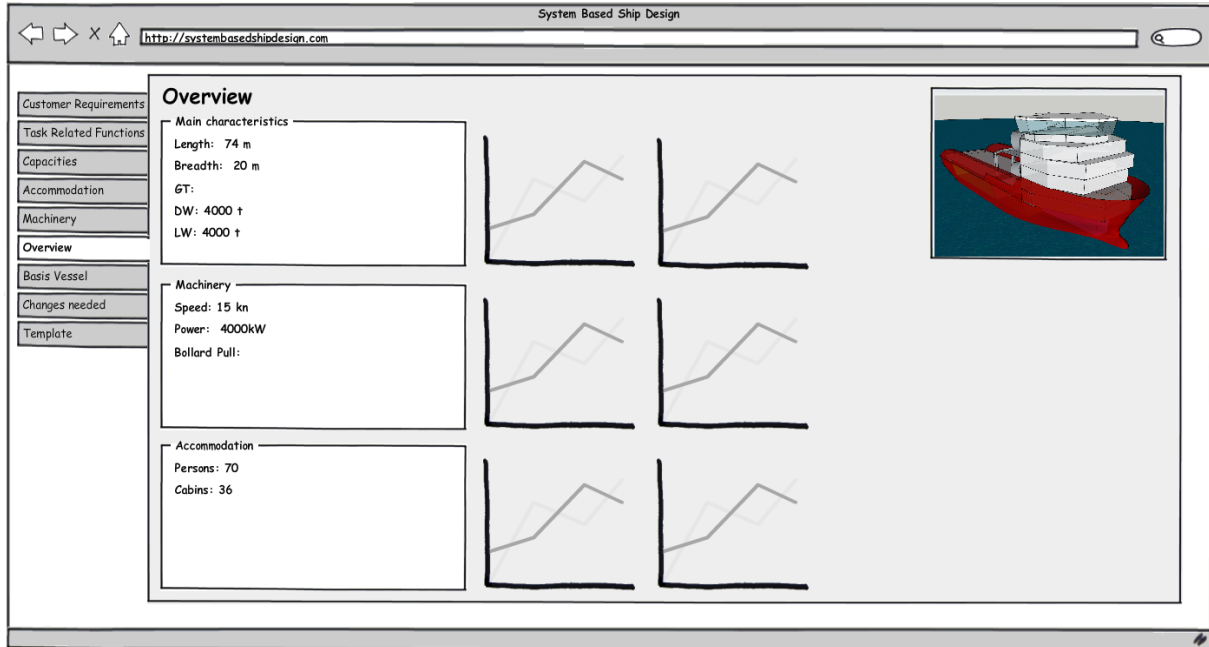 System Based Ship Design
http://systembasedshipdesign.com
Customer Requirements
Task Related Functions
Capacities
Accommodation
Machinery
Overview
Basis Vessel
Changes needed
Template
Overview
Main characteristics
Length: 74 m
Breadth: 20 m
GT:
DW: 4000 t
LW: 4000 t
Machinery
Speed: 15 kn
Power: 4000kW
Bollard Pull:
Accommodation
Persons: 70
Cabins: 36